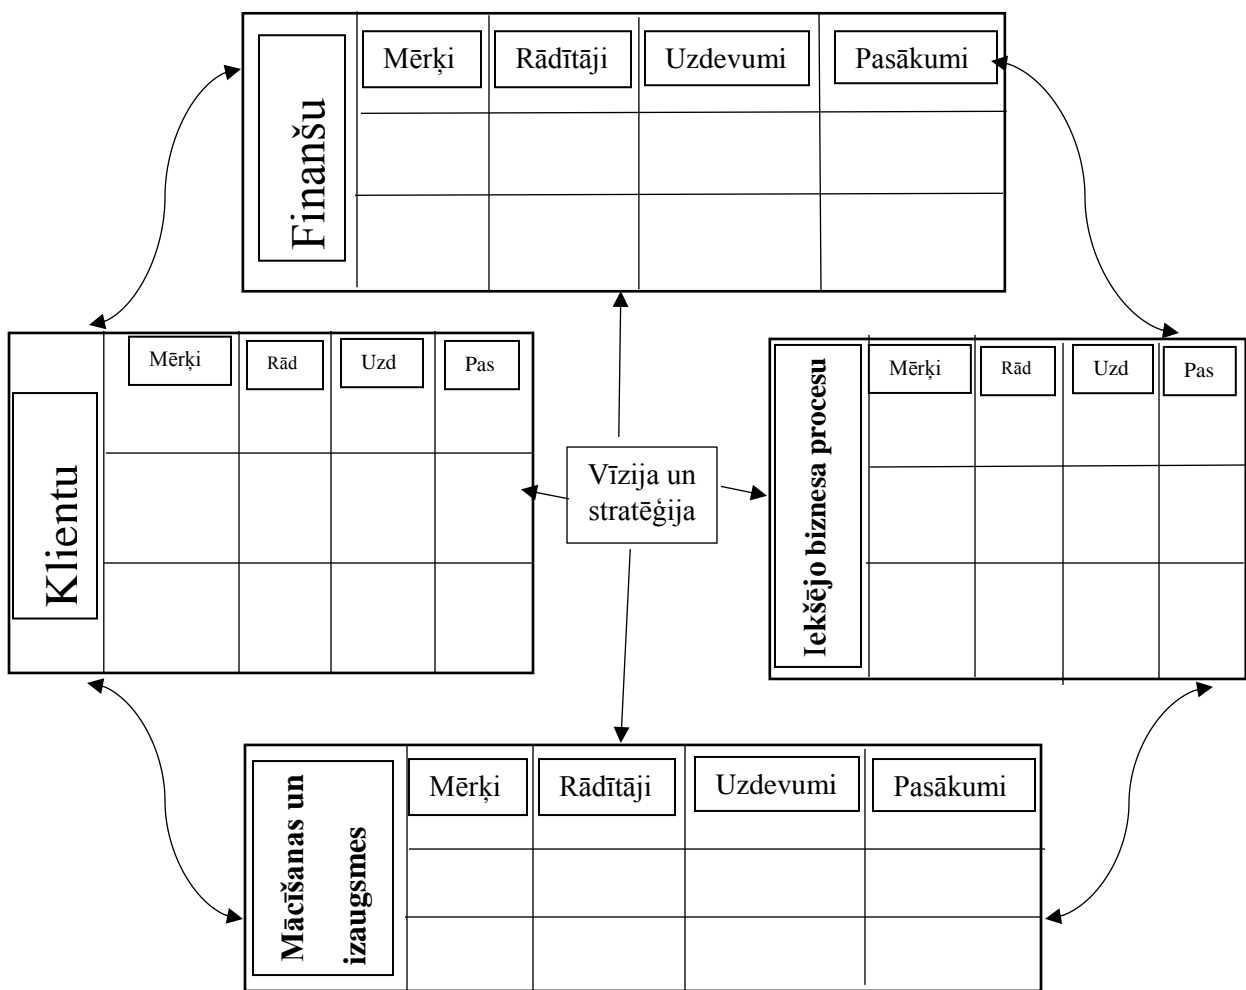 Finanšu
Mērķi
Rādītāji
Uzdevumi
Pasākumi
Klientu
Mērķi
Rād
Uzd
Pas
Vīzija un
stratēģija
Iekšējo biznesa procesu
Mērķi
Rād
Uzd
Pas
Mācīšanas un
izaugsmes
Mērķi
Rādītāji
Uzdevumi
Pasākumi